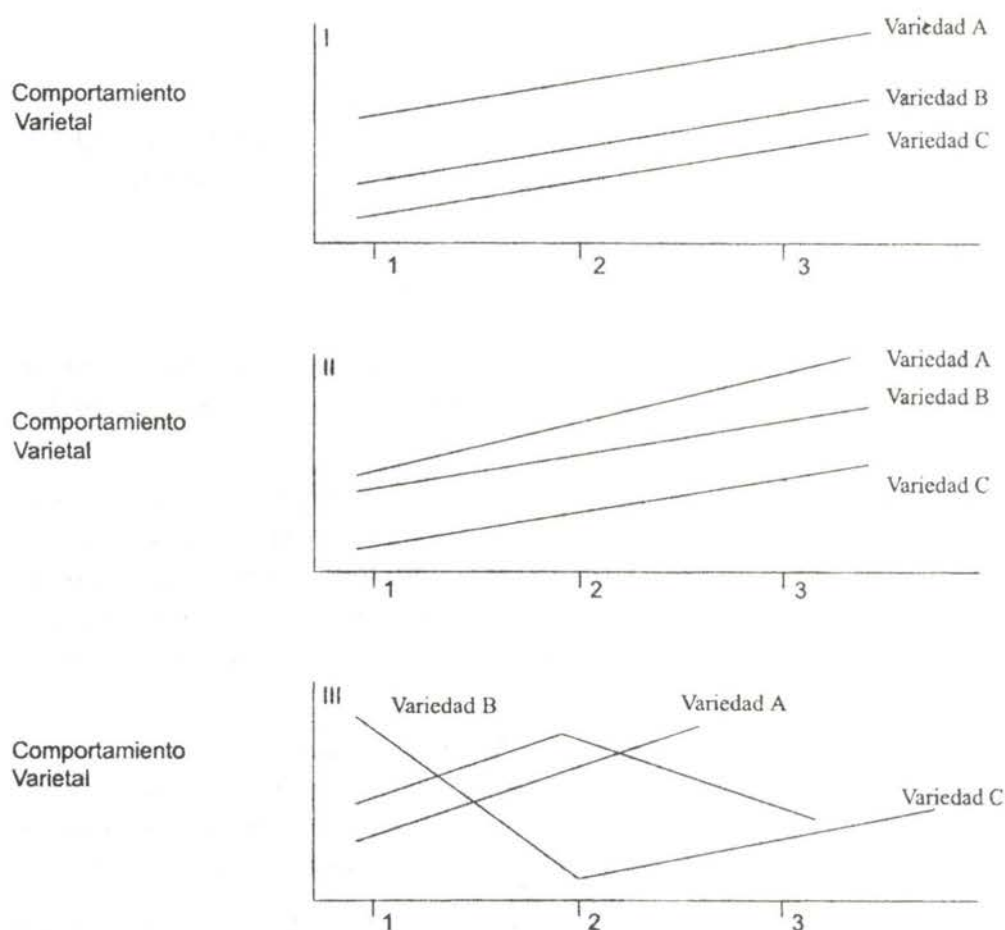 I
Variedad A
Comportamiento
Varietal
Variedad B
Variedad C
1 2 3
II
Variedad A
Comportamiento
Varietal
Variedad B
Variedad C
1 2 3
III
Variedad B
Variedad A
Comportamiento
Varietal
Variedad C
1 2 3